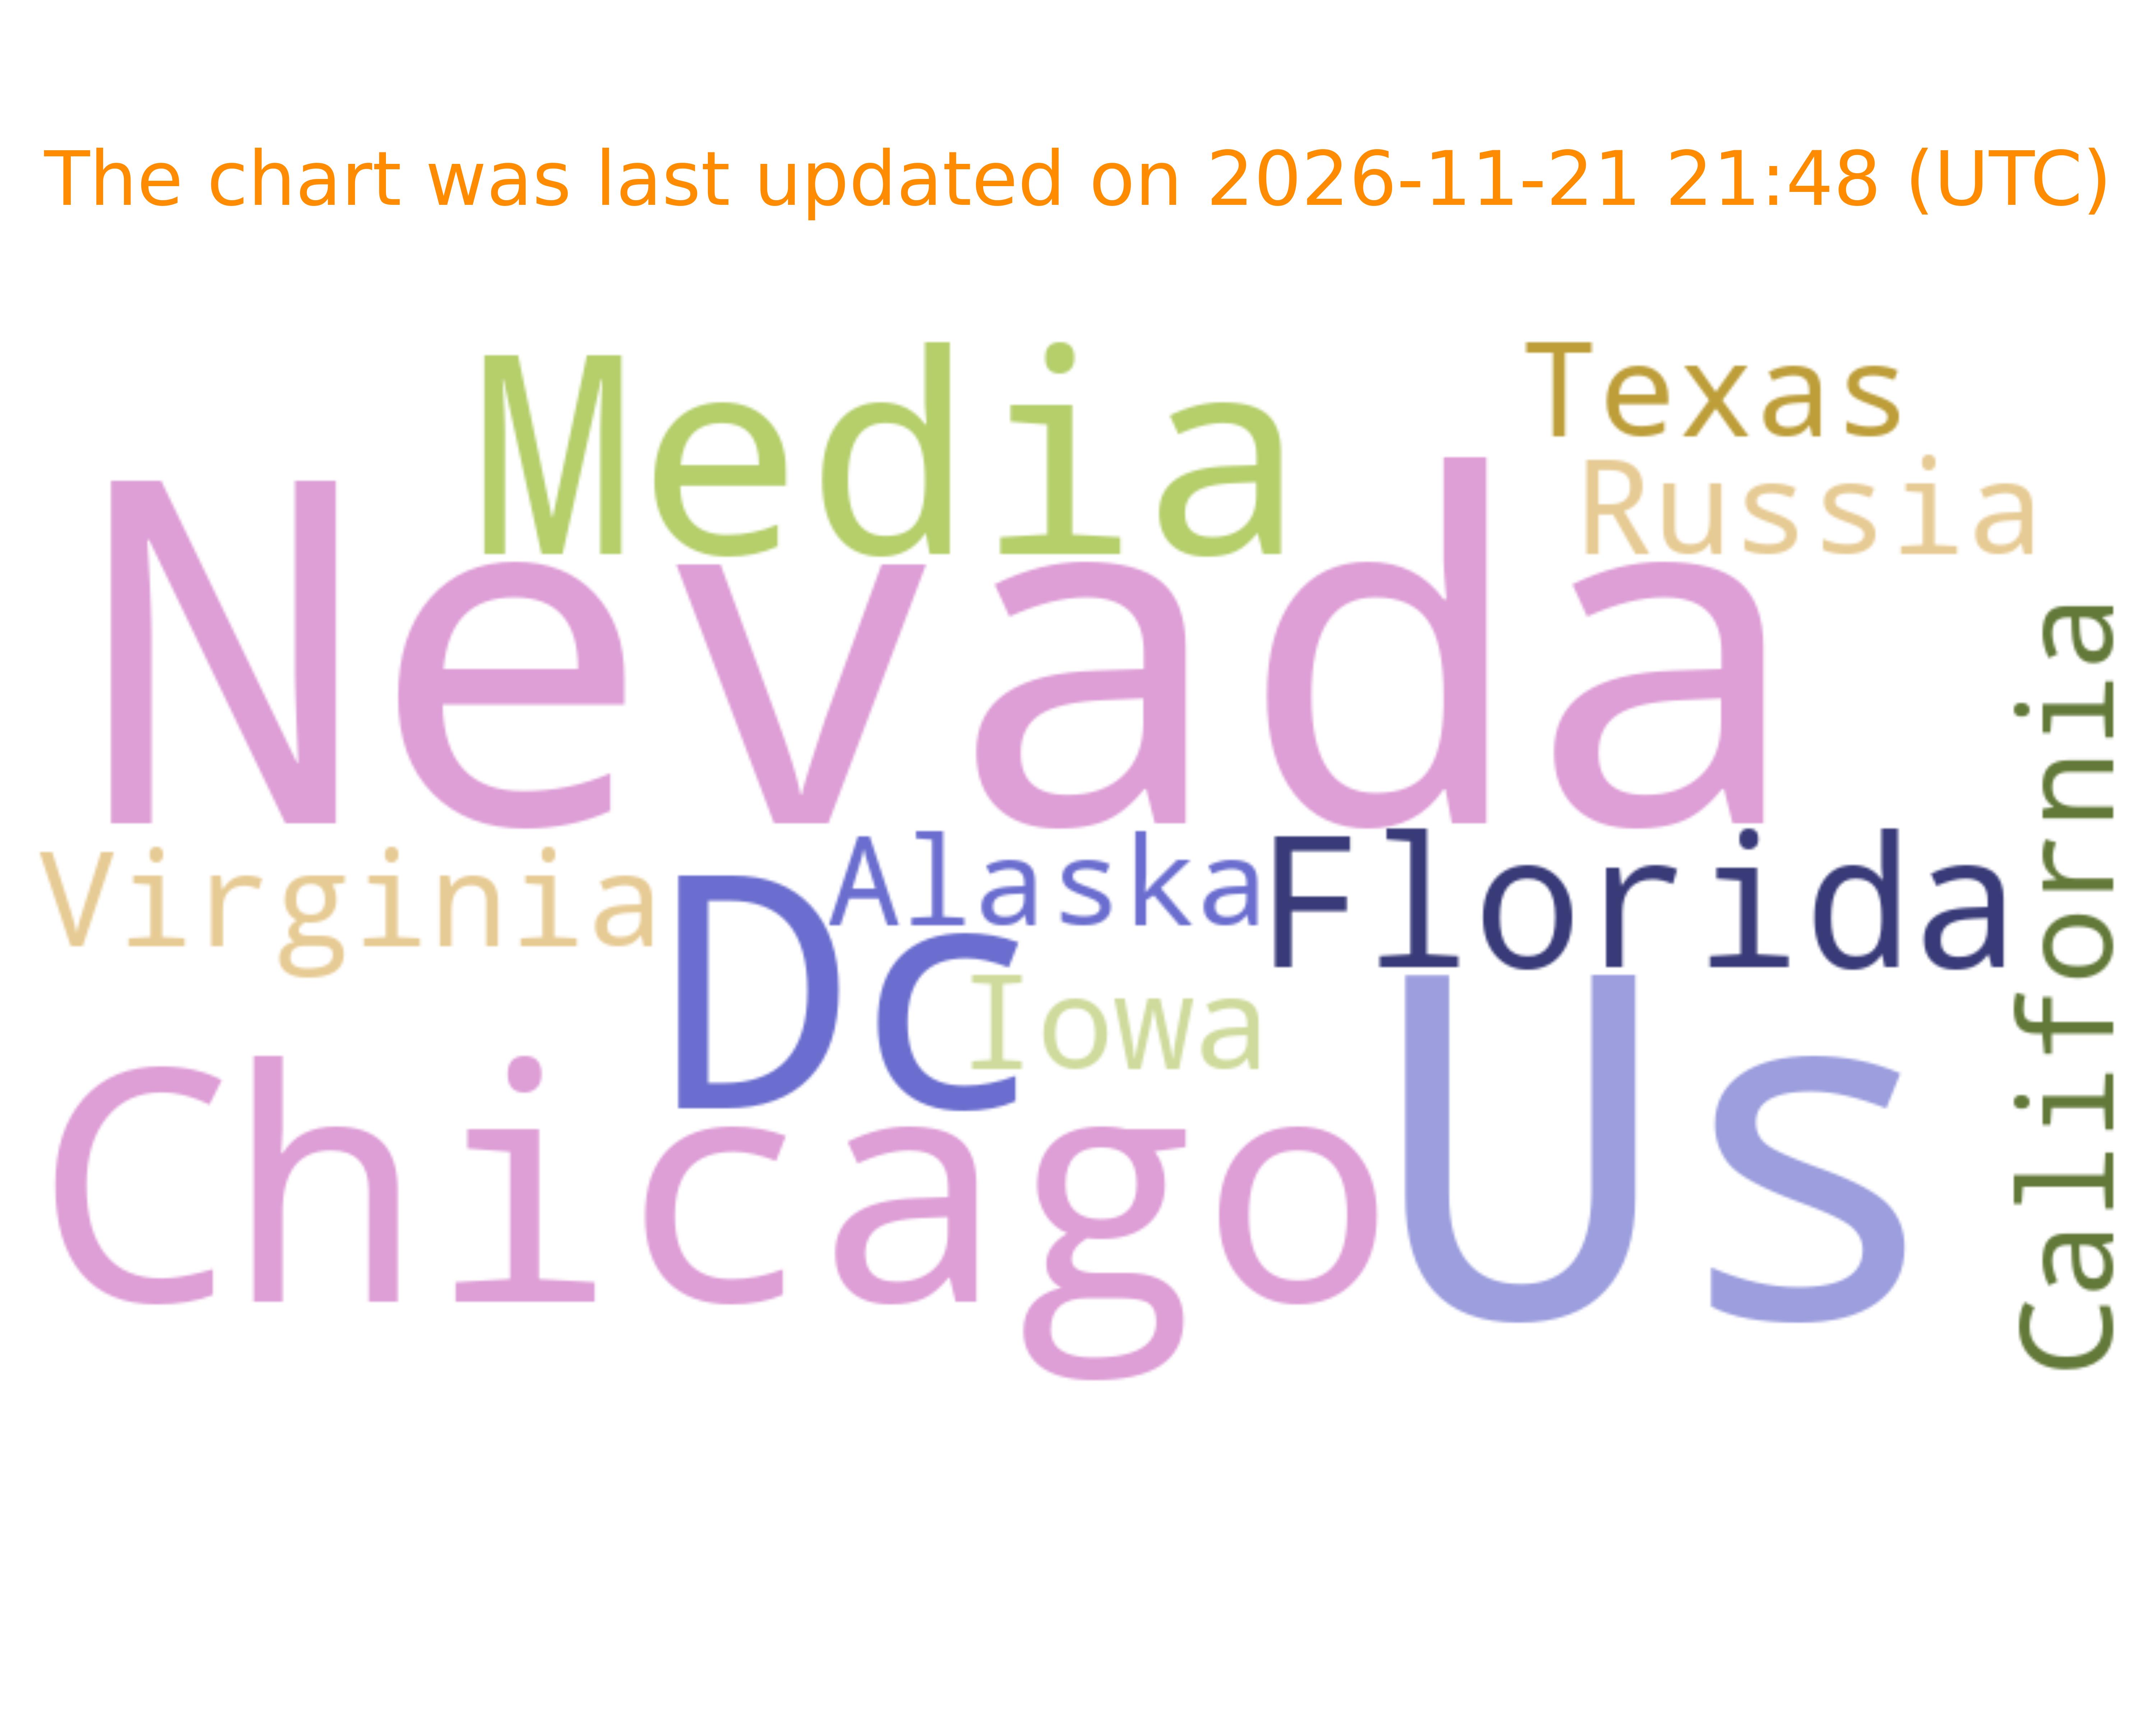 The chart was last updated on 2026-11-21 21:48 (UTC)
Media
Texas
Russia
Nevada
California
Virginia
Alaska
Florida
DC
Iowa
Chicago
US